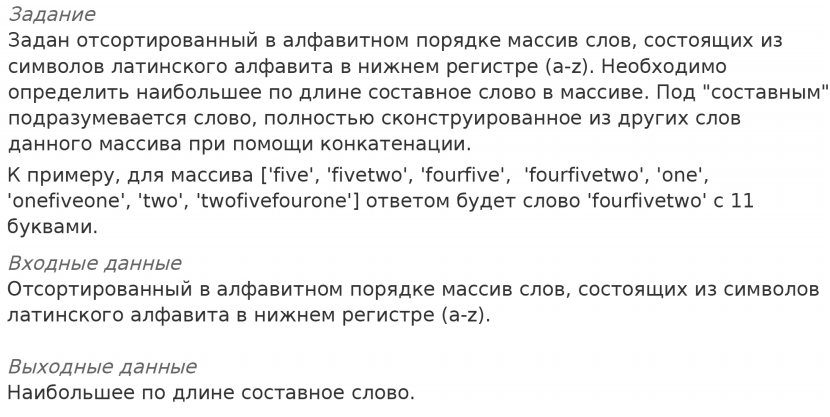 Задание
Задан отсортированный в алфавитном порядке массив слов, состоящих из
символов латинского алфавита в нижнем регистре (a-z). Необходимо
определить наибольшее по длине составное слово в массиве. Под "составным"
подразумевается слово, полностью сконструированное из других слов
данного массива при помощи конкатенации.
К примеру, для массива ['five', 'fivetwo', 'fourfive',  'fourfivetwo', 'one',
'onefiveone', 'two', 'twofivefourone'] ответом будет слово 'fourfivetwo' с 11
буквами.
Входные данные
Отсортированный в алфавитном порядке массив слов, состоящих из символов
латинского алфавита в нижнем регистре (a-z).
Выходные данные
Наибольшее по длине составное слово.